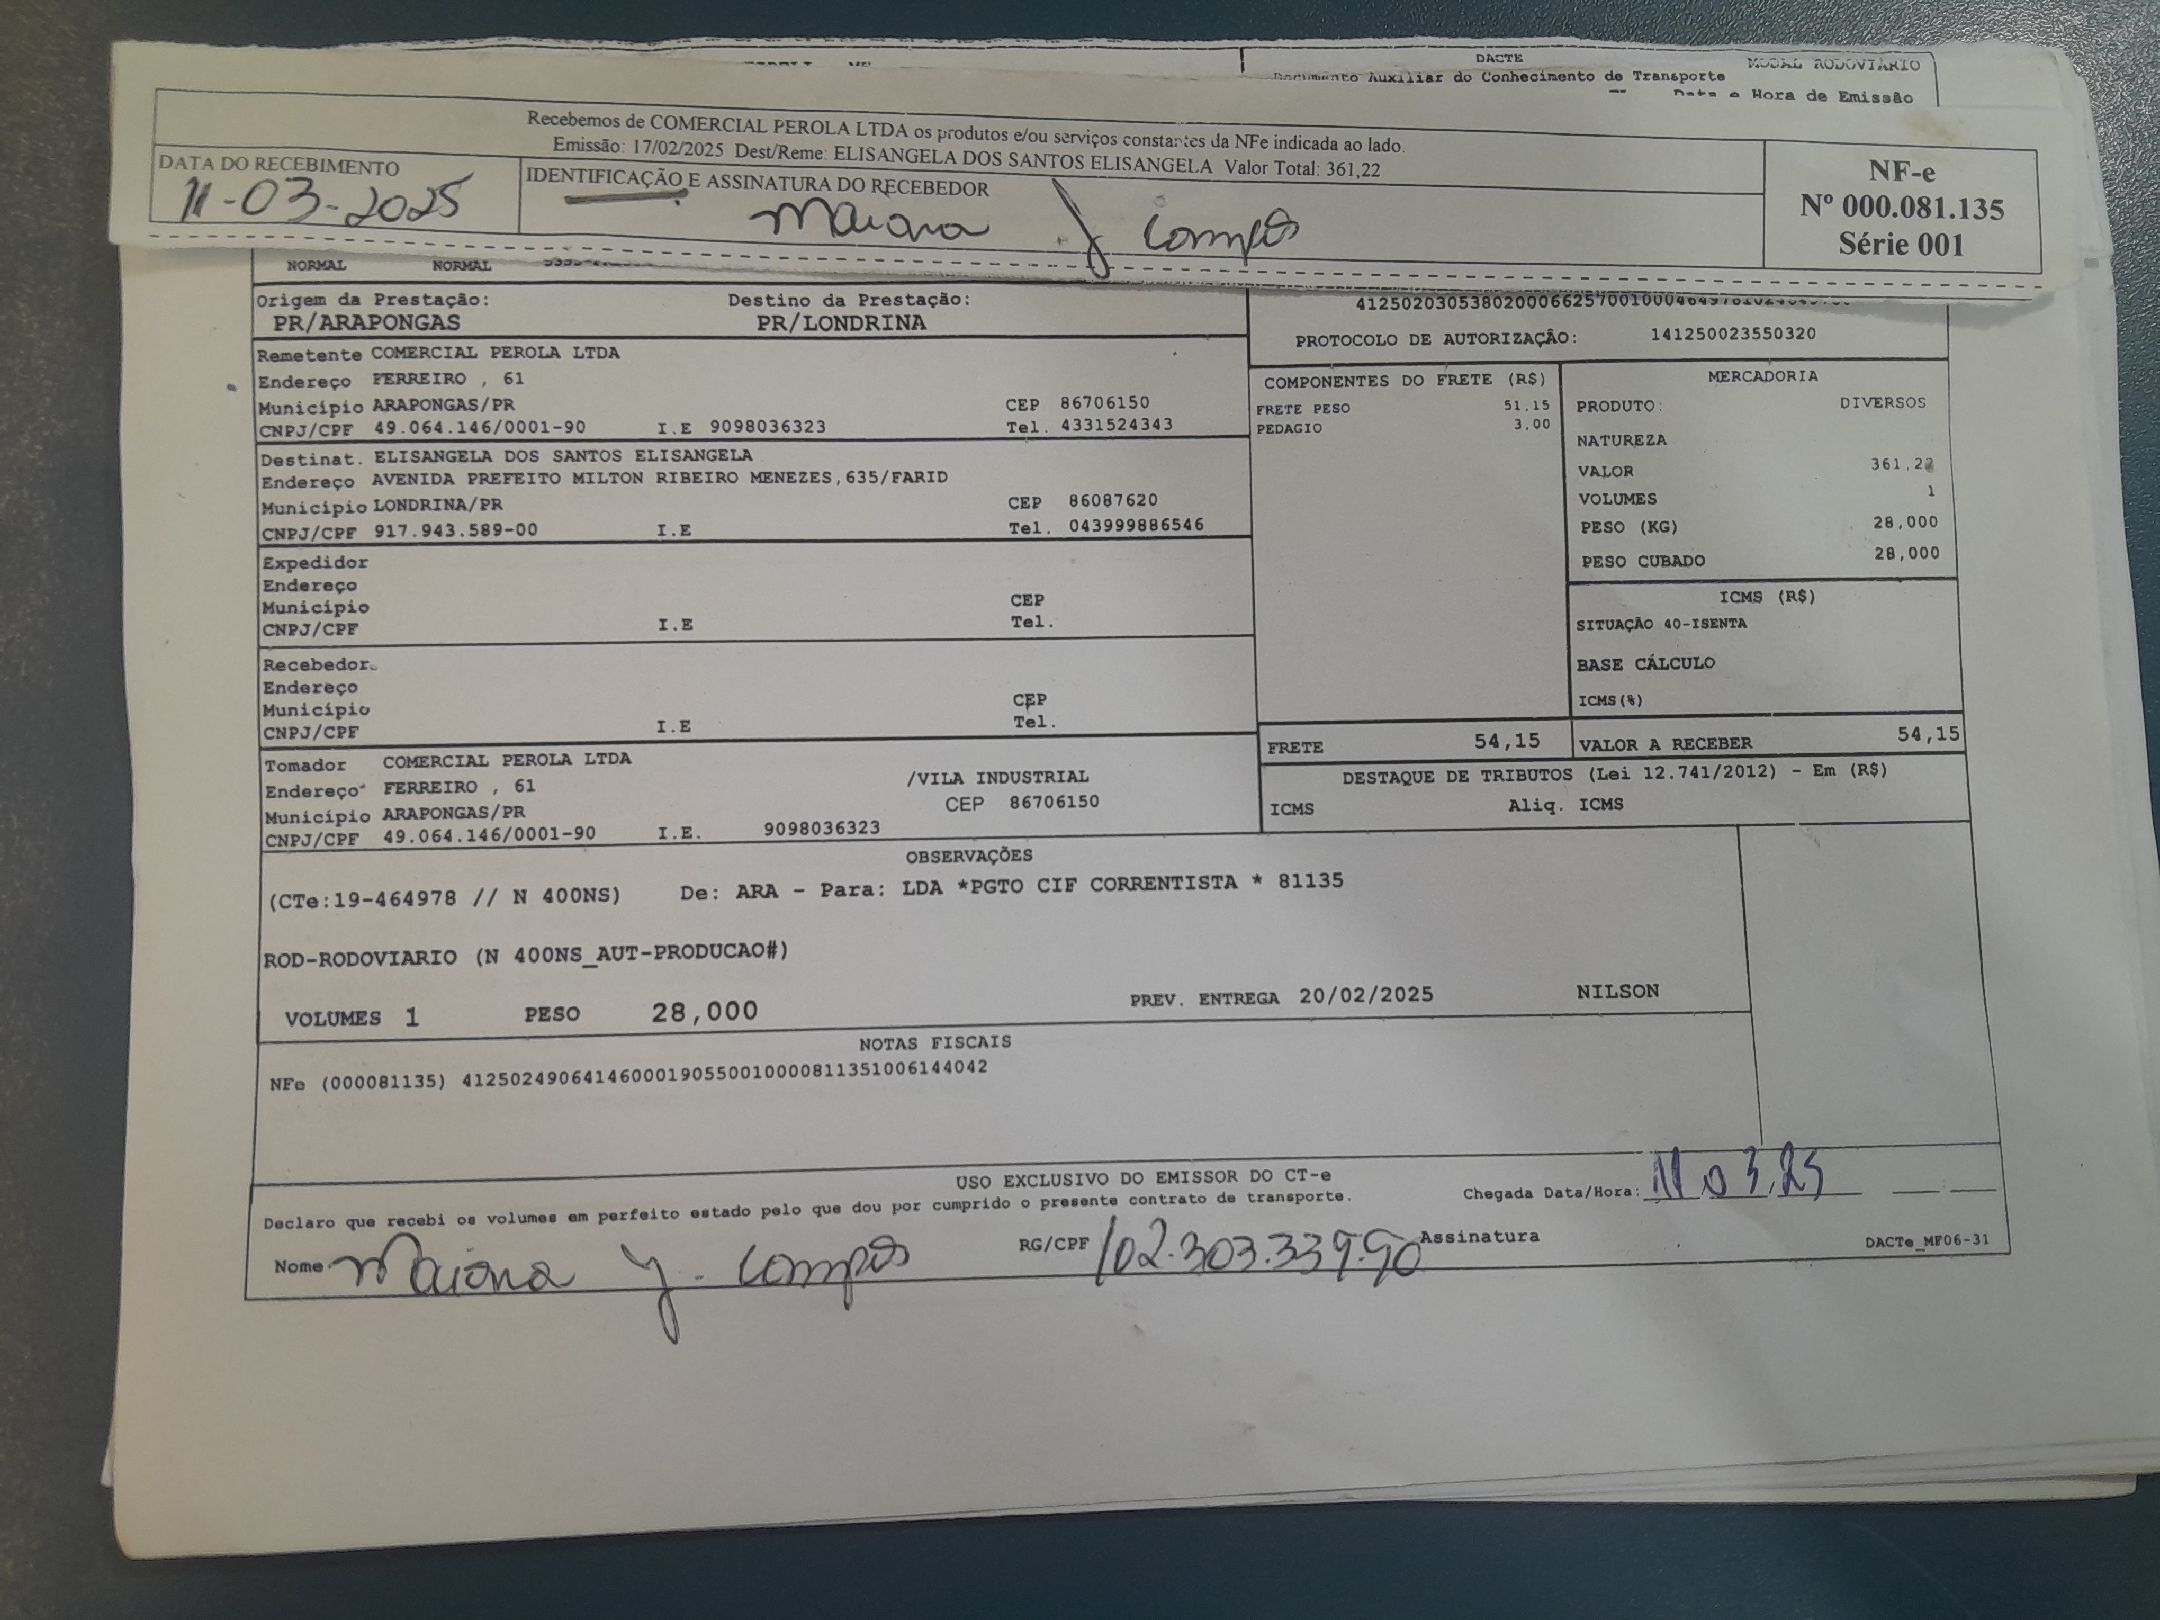 DACTE
MODAL RODOVIÁRIO
Documento Auxiliar do Conhecimento de Transporte
Data e Hora de Emissão
Recebemos de COMERCIAL PEROLA LTDA os produtos e/ou serviços constantes da NFe indicada ao lado.
Emissão: 17/02/2025 Dest/Reme: ELISANGELA DOS SANTOS ELISANGELA Valor Total: 361,22
DATA DO RECEBIMENTO
11-03-2025
IDENTIFICAÇÃO E ASSINATURA DO RECEBEDOR
Maiara J Campos
NF-e
Nº 000.081.135
Série 001
NORMAL NORMAL
Origem da Prestação: Destino da Prestação:
PR/ARAPONGAS PR/LONDRINA
PROTOCOLO DE AUTORIZAÇÃO: 141250023550320
Remetente COMERCIAL PEROLA LTDA
Endereço FERREIRO , 61
Município ARAPONGAS/PR CEP 86706150
CNPJ/CPF 49.064.146/0001-90 I.E 9098036323 Tel. 4331524343
Destinat. ELISANGELA DOS SANTOS ELISANGELA
Endereço AVENIDA PREFEITO MILTON RIBEIRO MENEZES,635/FARID
Município LONDRINA/PR CEP 86087620
CNPJ/CPF 917.943.589-00 I.E Tel. 043999886546
Expedidor
Endereço
Município CEP
CNPJ/CPF I.E Tel.
Recebedor
Endereço
Município CEP
CNPJ/CPF I.E Tel.
Tomador COMERCIAL PEROLA LTDA
Endereço FERREIRO , 61 /VILA INDUSTRIAL
Município ARAPONGAS/PR CEP 86706150
CNPJ/CPF 49.064.146/0001-90 I.E. 9098036323
COMPONENTES DO FRETE (R$)
FRETE PESO 51,15
PEDAGIO 3,00
MERCADORIA
PRODUTO: DIVERSOS
NATUREZA
VALOR 361,22
VOLUMES 1
PESO (KG) 28,000
PESO CUBADO 28,000
ICMS (R$)
SITUAÇÃO 40-ISENTA
BASE CÁLCULO
ICMS(%)
FRETE 54,15 VALOR A RECEBER 54,15
DESTAQUE DE TRIBUTOS (Lei 12.741/2012) - Em (R$)
ICMS Aliq. ICMS
OBSERVAÇÕES
(CTe:19-464978 // N 400NS) De: ARA - Para: LDA *PGTO CIF CORRENTISTA * 81135
ROD-RODOVIARIO (N 400NS_AUT-PRODUCAO#)
VOLUMES 1 PESO 28,000 PREV. ENTREGA 20/02/2025 NILSON
NOTAS FISCAIS
NFe (000081135) 41250249064146000190550010000811351006144042
USO EXCLUSIVO DO EMISSOR DO CT-e
Declaro que recebi os volumes em perfeito estado pelo que dou por cumprido o presente contrato de transporte.
Chegada Data/Hora: 11 03,25
Nome Maiara J. Campos RG/CPF 102.303.339.90 Assinatura
DACTe_MF06-31